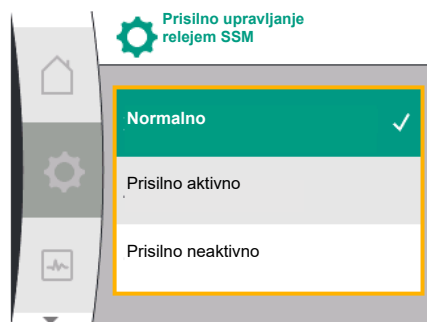 Prisilno upravljanje
relejem SSM
Normalno
Prisilno aktivno
Prisilno neaktivno